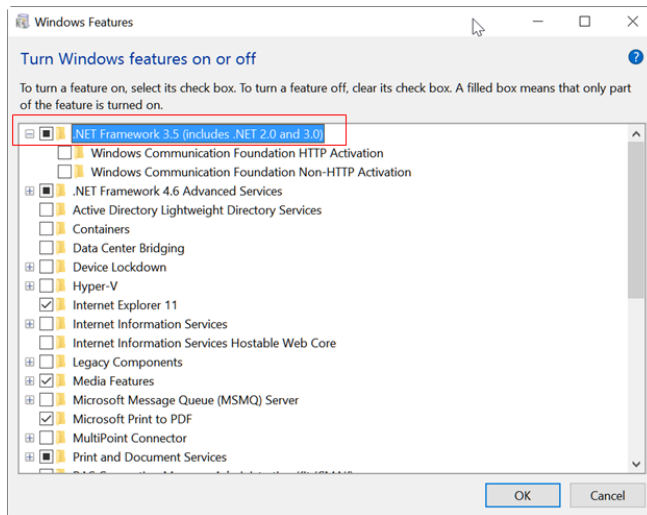 Windows Features
Turn Windows features on or off
To turn a feature on, select its check box. To turn a feature off, clear its check box. A filled box means that only part
of the feature is turned on.
.NET Framework 3.5 (includes .NET 2.0 and 3.0)
Windows Communication Foundation HTTP Activation
Windows Communication Foundation Non-HTTP Activation
.NET Framework 4.6 Advanced Services
Active Directory Lightweight Directory Services
Containers
Data Center Bridging
Device Lockdown
Hyper-V
Internet Explorer 11
Internet Information Services
Internet Information Services Hostable Web Core
Legacy Components
Media Features
Microsoft Message Queue (MSMQ) Server
Microsoft Print to PDF
MultiPoint Connector
Print and Document Services
OK Cancel